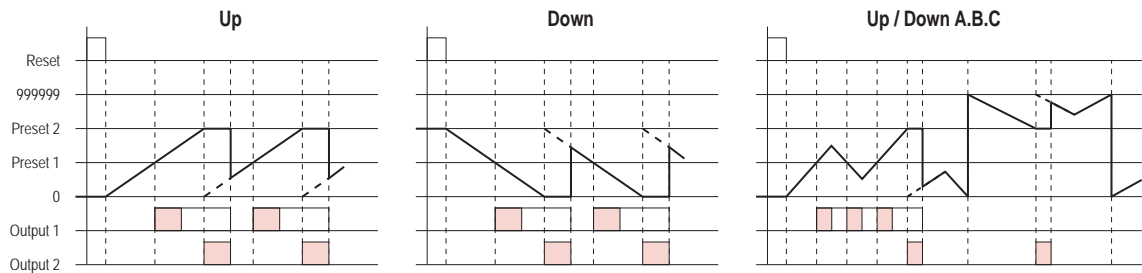 Up
Down
Up / Down A.B.C
Reset
999999
Preset 2
Preset 1
0
Output 1
Output 2